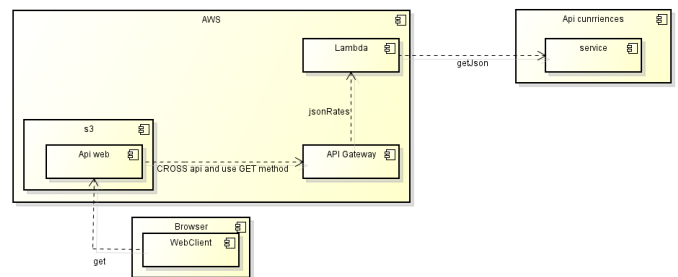 AWS
Api cunrriences
Lambda
service
getJson
jsonRates
s3
Api web
API Gateway
CROSS api and use GET method
Browser
WebClient
get